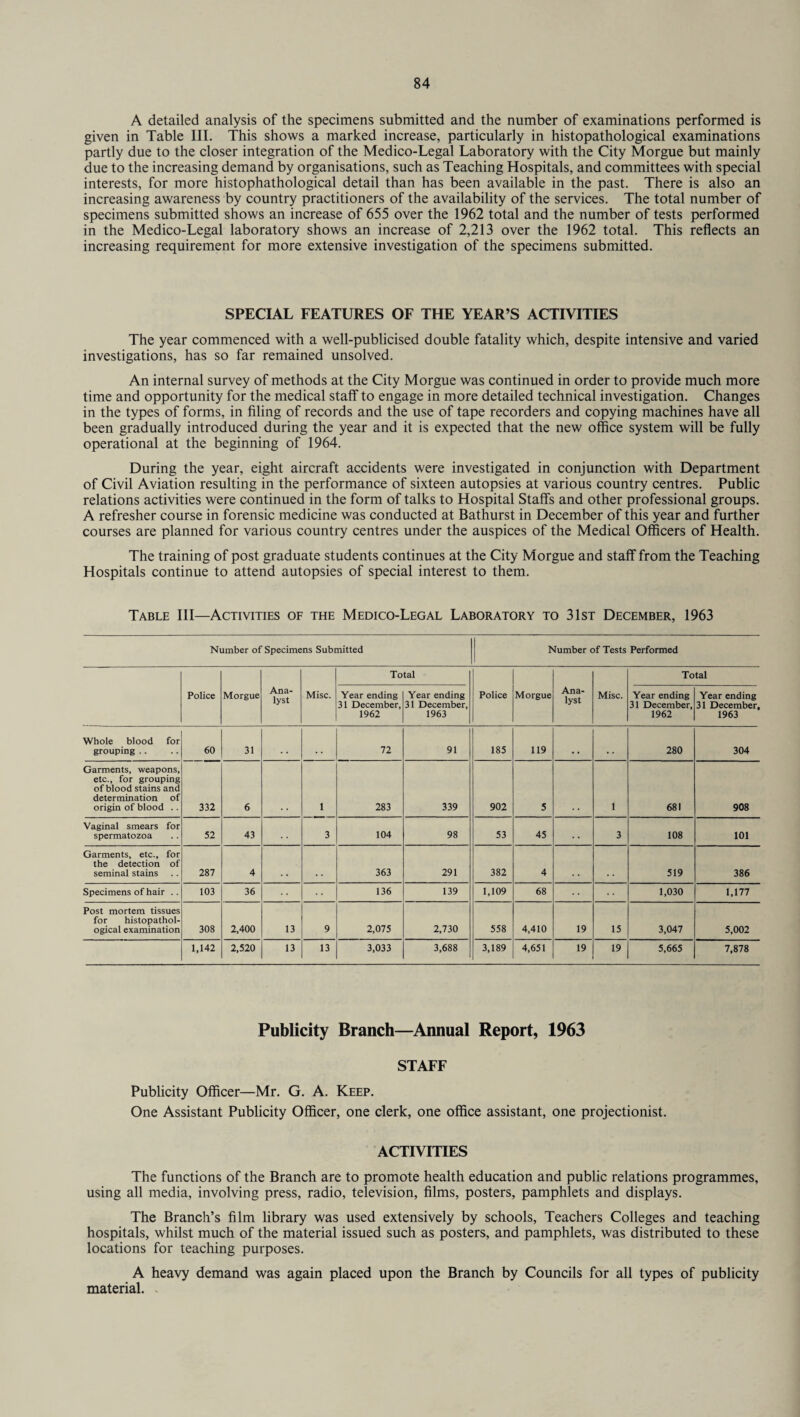 84
A detailed analysis of the specimens submitted and the number of examinations performed is
given in Table III. This shows a marked increase, particularly in histopathological examinations
partly due to the closer integration of the Medico-Legal Laboratory with the City Morgue but mainly
due to the increasing demand by organisations, such as Teaching Hospitals, and committees with special
interests, for more histophathological detail than has been available in the past. There is also an
increasing awareness by country practitioners of the availability of the services. The total number of
specimens submitted shows an increase of 655 over the 1962 total and the number of tests performed
in the Medico-Legal laboratory shows an increase of 2,213 over the 1962 total. This reflects an
increasing requirement for more extensive investigation of the specimens submitted.
SPECIAL FEATURES OF THE YEAR'S ACTIVITIES
The year commenced with a well-publicised double fatality which, despite intensive and varied
investigations, has so far remained unsolved.
An internal survey of methods at the City Morgue was continued in order to provide much more
time and opportunity for the medical staff to engage in more detailed technical investigation. Changes
in the types of forms, in filing of records and the use of tape recorders and copying machines have all
been gradually introduced during the year and it is expected that the new office system will be fully
operational at the beginning of 1964.
During the year, eight aircraft accidents were investigated in conjunction with Department
of Civil Aviation resulting in the performance of sixteen autopsies at various country centres. Public
relations activities were continued in the form of talks to Hospital Staffs and other professional groups.
A refresher course in forensic medicine was conducted at Bathurst in December of this year and further
courses are planned for various country centres under the auspices of the Medical Officers of Health.
The training of post graduate students continues at the City Morgue and staff from the Teaching
Hospitals continue to attend autopsies of special interest to them.
TABLE III—ACTIVITIES OF THE MEDICO-LEGAL LABORATORY TO 31ST DECEMBER, 1963
Number of Specimens Submitted Number of Tests Performed
Total Total
Police Morgue Ana- Misc. Year ending Year ending Police Morgue Ana- Misc. Year ending Year ending
lyst 31 December, 31 December, lyst 31 December, 31 December,
1962 1963 1962 1963
Whole blood for
grouping .. .. 60 31 .. .. 72 91 185 119 .. .. 280 304
Garments, weapons,
etc., for grouping
of blood stains and
determination of
origin of blood .. 332 6 .. 1 283 339 902 5 .. 1 681 908
Vaginal smears for
spermatozoa .. 52 43 .. 3 104 98 53 45 .. 3 108 101
Garments, etc., for
the detection of
seminal stains .. 287 4 .. .. 363 291 382 4 .. .. 519 386
Specimens of hair .. 103 36 .. .. 136 139 1,109 68 .. .. 1,030 1,177
Post mortem tissues
for histopathol-
ogical examination 308 2,400 13 9 2,075 2,730 558 4,410 19 15 3,047 5,002
1,142 2,520 13 13 3,033 3,688 3,189 4,651 19 19 5,665 7,878
Publicity Branch—Annual Report, 1963
STAFF
Publicity Officer—Mr. G. A. KEEP.
One Assistant Publicity Officer, one clerk, one office assistant, one projectionist.
ACTIVITIES
The functions of the Branch are to promote health education and public relations programmes,
using all media, involving press, radio, television, films, posters, pamphlets and displays.
The Branch's film library was used extensively by schools, Teachers Colleges and teaching
hospitals, whilst much of the material issued such as posters, and pamphlets, was distributed to these
locations for teaching purposes.
A heavy demand was again placed upon the Branch by Councils for all types of publicity
material.